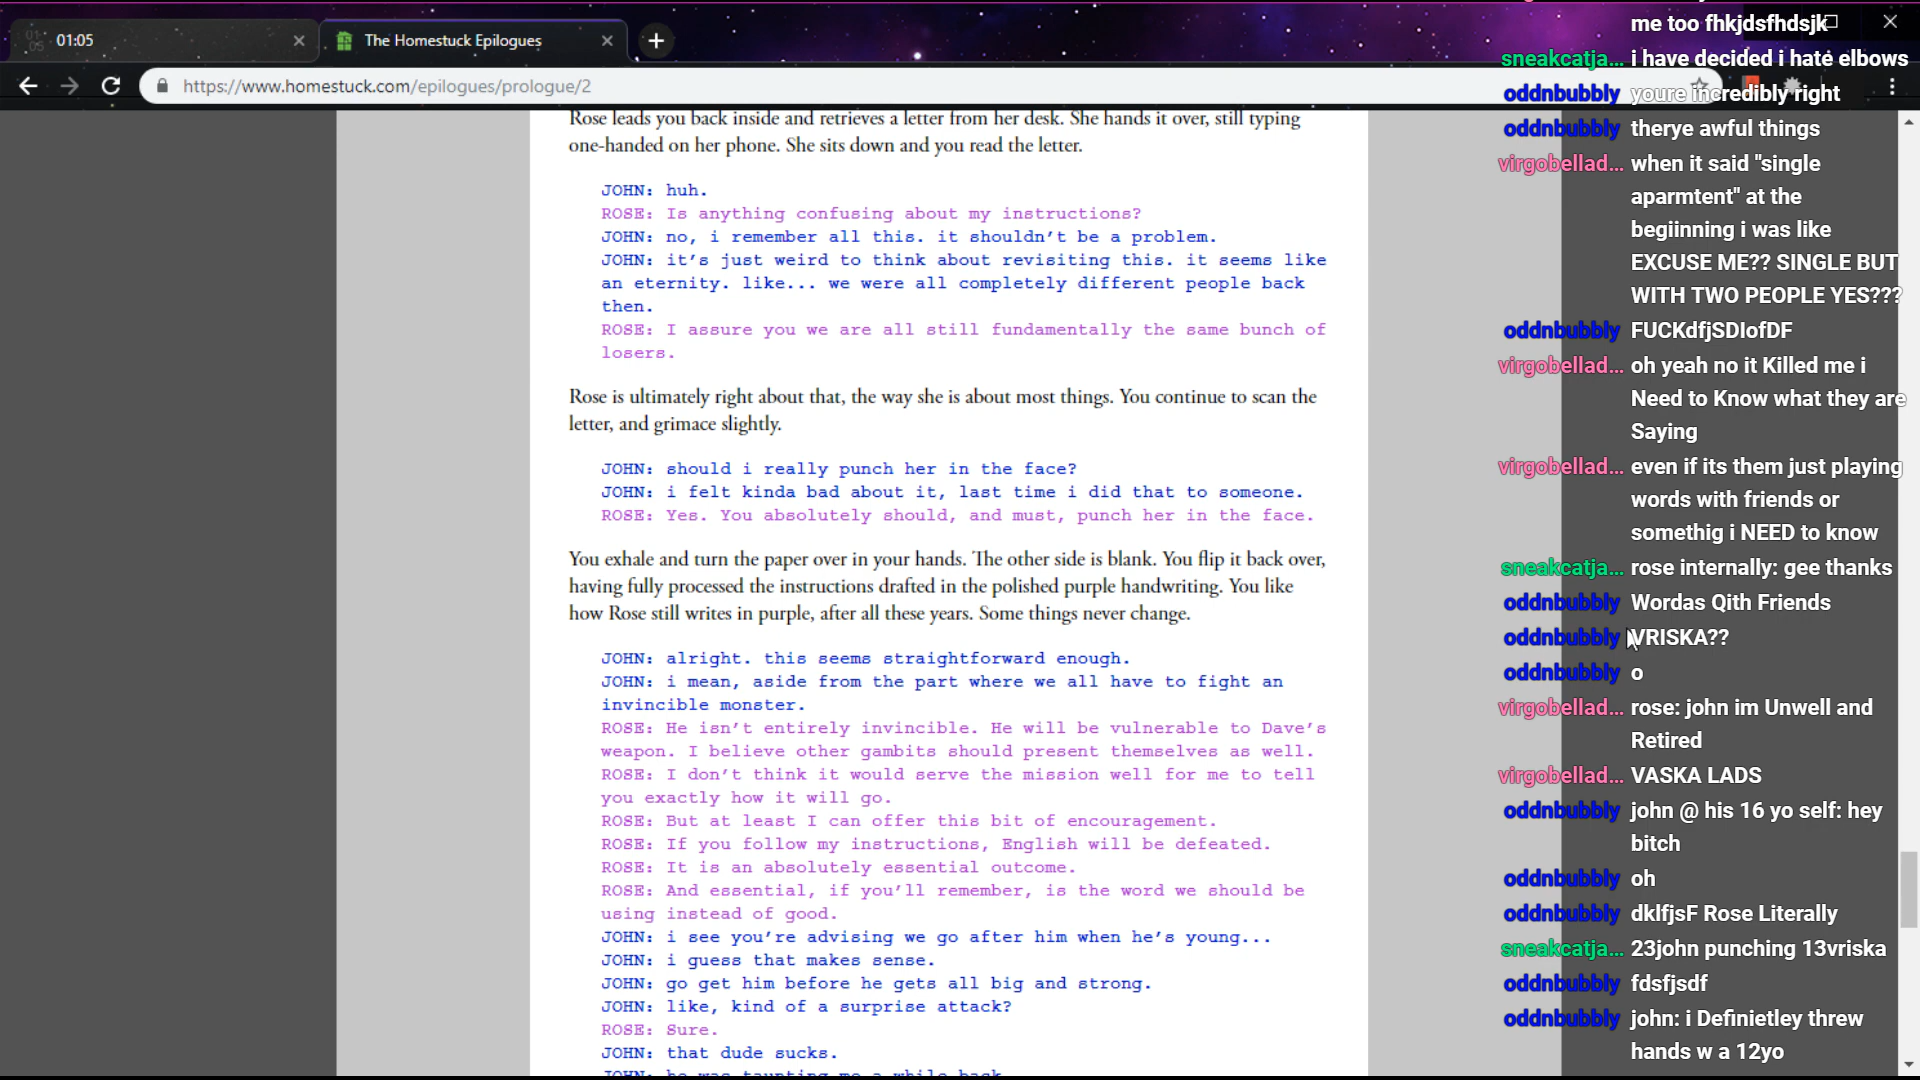 01:05
The Homestuck Epilogues
https://www.homestuck.com/epilogues/prologue/2
Rose leads you back inside and retrieves a letter from her desk. She hands it over, still typing
one-handed on her phone. She sits down and you read the letter.
JOHN: huh.
ROSE: Is anything confusing about my instructions?
JOHN: no, i remember all this. it shouldn't be a problem.
JOHN: it's just weird to think about revisiting this. it seems like
an eternity. like... we were all completely different people back
then.
ROSE: I assure you we are all still fundamentally the same bunch of
losers.
Rose is ultimately right about that, the way she is about most things. You continue to scan the
letter, and grimace slightly.
JOHN: should i really punch her in the face?
JOHN: i felt kinda bad about it, last time i did that to someone.
ROSE: Yes. You absolutely should, and must, punch her in the face.
You exhale and turn the paper over in your hands. The other side is blank. You flip it back over,
having fully processed the instructions drafted in the polished purple handwriting. You like
how Rose still writes in purple, after all these years. Some things never change.
JOHN: alright. this seems straightforward enough.
JOHN: i mean, aside from the part where we all have to fight an
invincible monster.
ROSE: He isn't entirely invincible. He will be vulnerable to Dave's
weapon. I believe other gambits should present themselves as well.
ROSE: I don't think it would serve the mission well for me to tell
you exactly how it will go.
ROSE: But at least I can offer this bit of encouragement.
ROSE: If you follow my instructions, English will be defeated.
ROSE: It is an absolutely essential outcome.
ROSE: And essential, if you'll remember, is the word we should be
using instead of good.
JOHN: i see you're advising we go after him when he's young...
JOHN: i guess that makes sense.
JOHN: go get him before he gets all big and strong.
JOHN: like, kind of a surprise attack?
ROSE: Sure.
JOHN: that dude sucks.
JOHN: he was taunting me a while back
me too fhkjdsfhdsjk
sneakcatja... i have decided i hate elbows
oddnbubbly youre incredibly right
oddnbubbly therye awful things
virgobellad... when it said "single
aparmtent" at the
begiinning i was like
EXCUSE ME?? SINGLE BUT
WITH TWO PEOPLE YES???
oddnbubbly FUCKdfjSDIofDF
virgobellad... oh yeah no it Killed me i
Need to Know what they are
Saying
virgobellad... even if its them just playing
words with friends or
somethig i NEED to know
sneakcatja... rose internally: gee thanks
oddnbubbly Wordas Qith Friends
oddnbubbly VRISKA??
oddnbubbly o
virgobellad... rose: john im Unwell and
Retired
virgobellad... VASKA LADS
oddnbubbly john @ his 16 yo self: hey
bitch
oddnbubbly oh
oddnbubbly dklfjsF Rose Literally
sneakcatja... 23john punching 13vriska
oddnbubbly fdsfjsdf
oddnbubbly john: i Definietley threw
hands w a 12yo